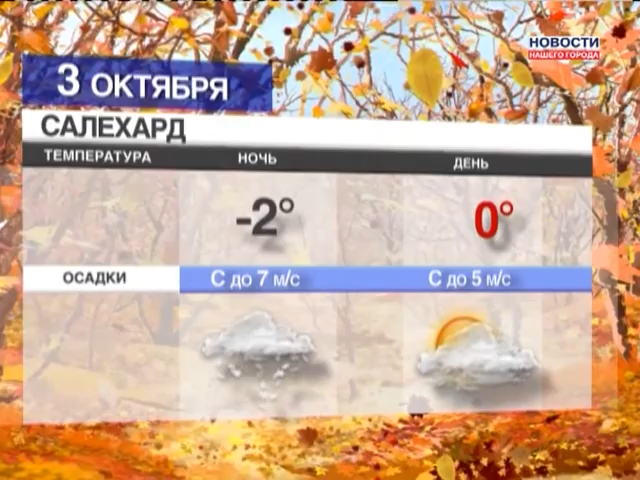 НОВОСТИ
НАШЕГО ГОРОДА
3 ОКТЯБРЯ
САЛЕХАРД
ТЕМПЕРАТУРА НОЧЬ ДЕНЬ
-2° 0°
ОСАДКИ С ДО 7 М/С С ДО 5 М/С